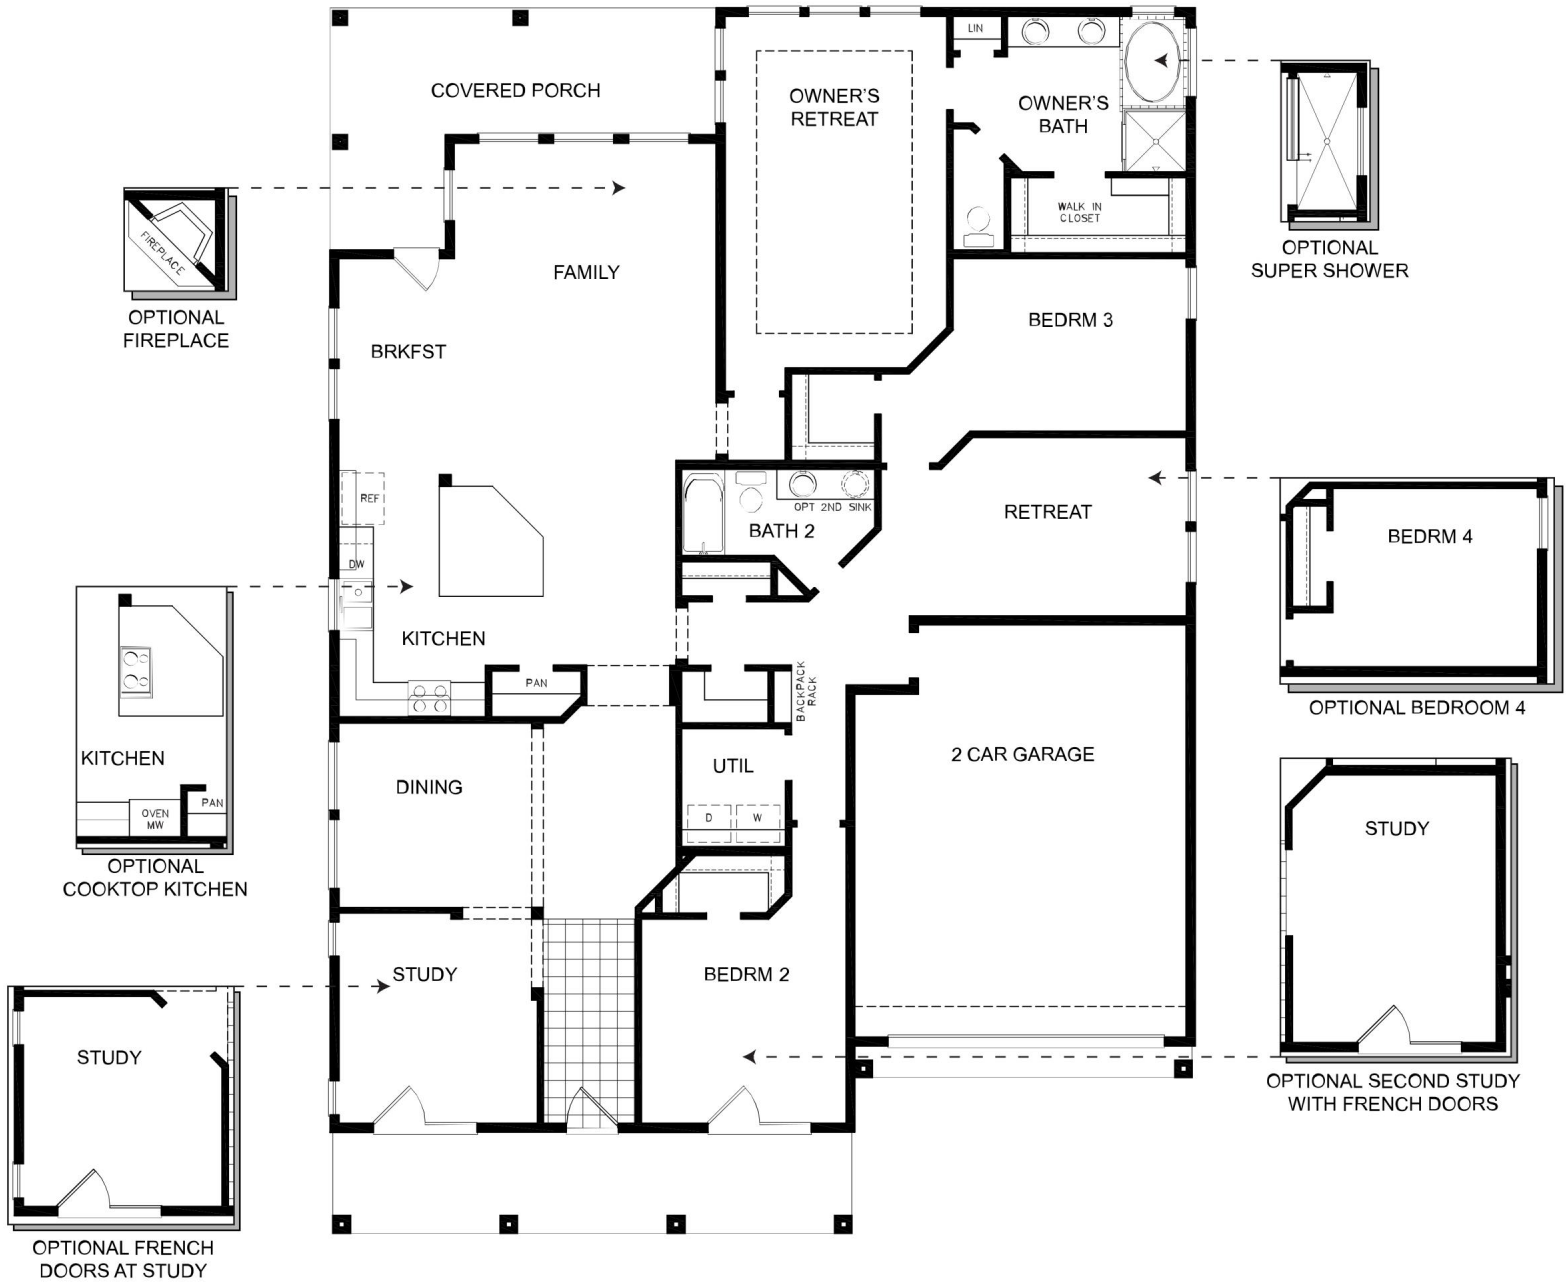 COVERED PORCH
OWNER'S
RETREAT
LIN
OWNER'S
BATH
WALK IN
CLOSET
OPTIONAL
SUPER SHOWER
FIREPLACE
OPTIONAL
FIREPLACE
FAMILY
BRKFST
BEDRM 3
REF
DW
KITCHEN
PAN
OPT 2ND SINK
BATH 2
RETREAT
BEDRM 4
OPTIONAL BEDROOM 4
BACKPACK
RACK
KITCHEN
OVEN
MW
PAN
OPTIONAL
COOKTOP KITCHEN
DINING
UTIL
D
W
2 CAR GARAGE
STUDY
OPTIONAL SECOND STUDY
WITH FRENCH DOORS
STUDY
BEDRM 2
STUDY
OPTIONAL FRENCH
DOORS AT STUDY